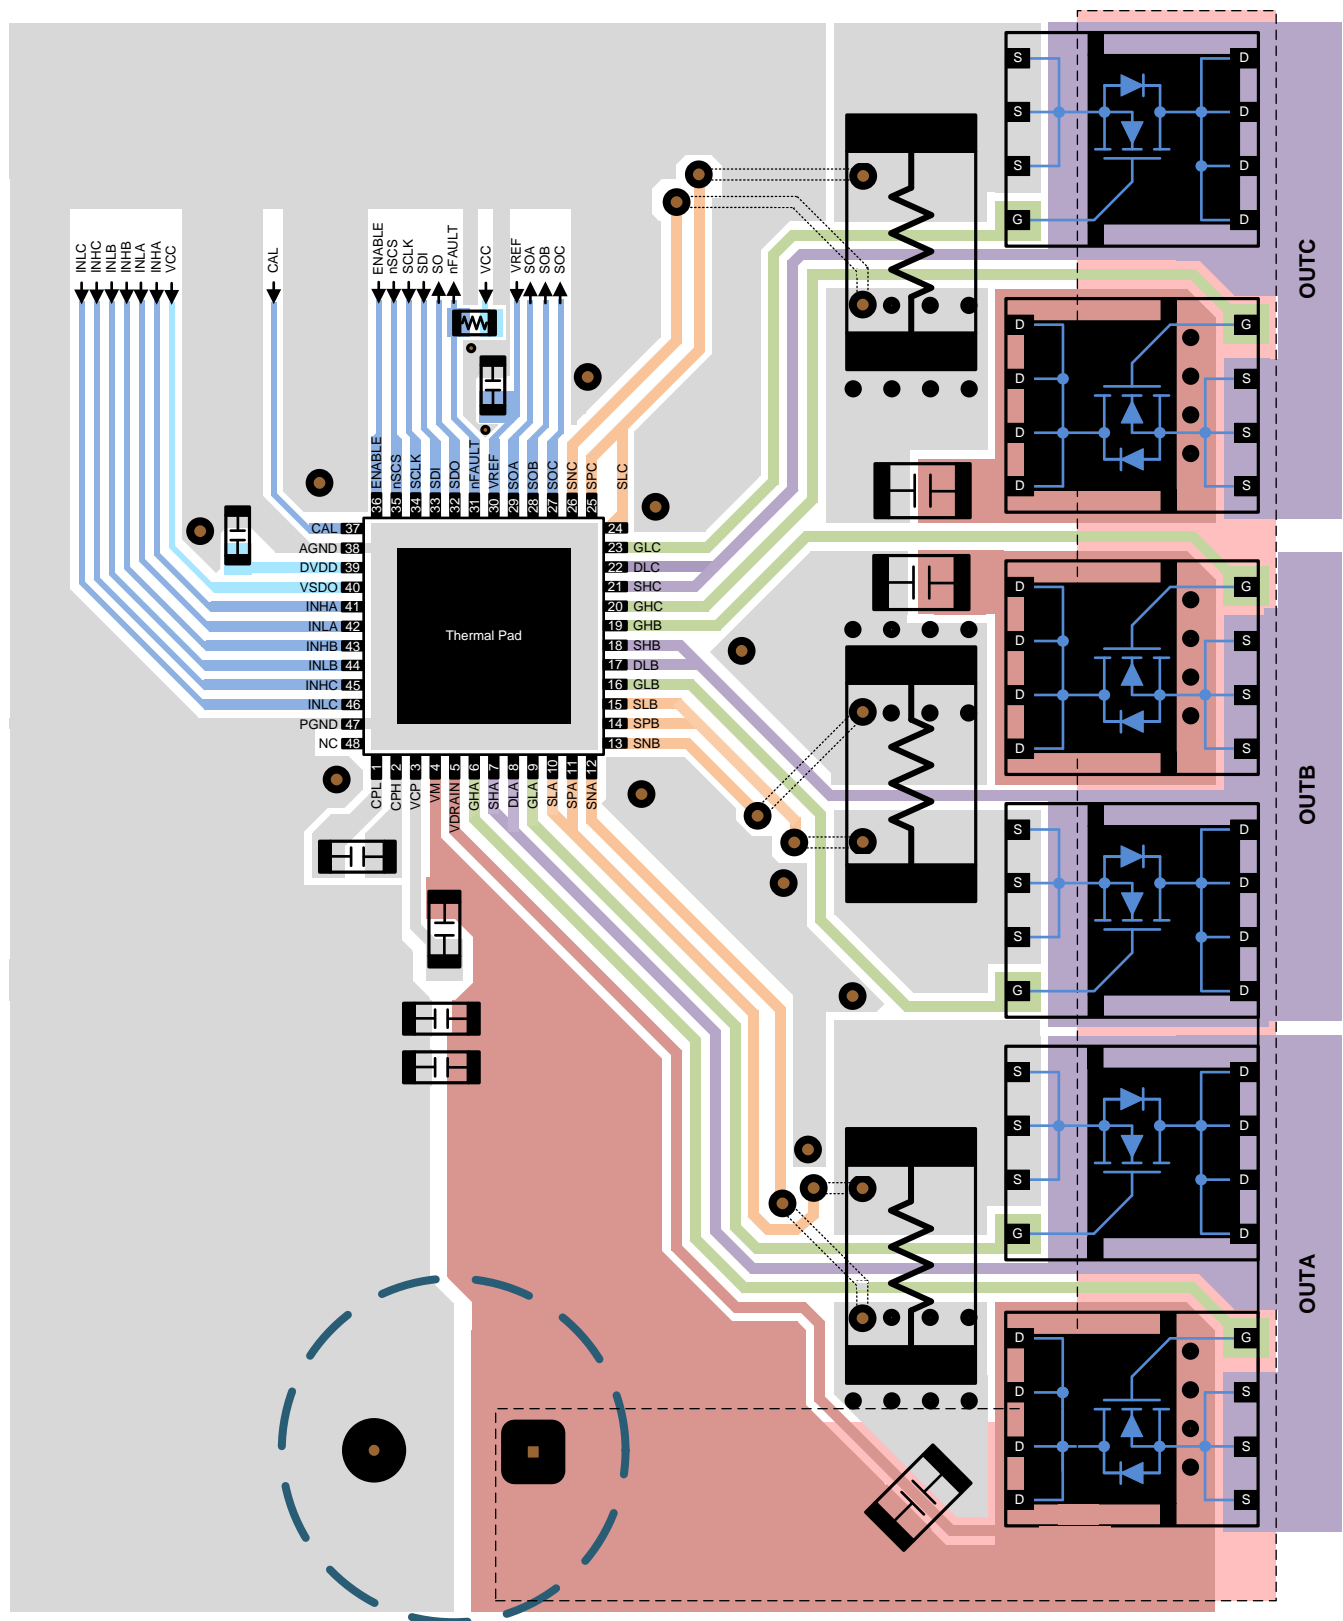 INLC
INHC
INLB
INHB
INLA
INHA
VCC
CAL
ENABLE
nSCS
SCLK
SDI
SO
nFAULT
VCC
VREF
SOA
SOB
SOC
ENABLE
nSCS
SCLK
SDI
SDO
nFAULT
VREF
SOA
SOB
SOC
SNC
SPC
SLC
36
35
34
33
32
31
30
29
28
27
26
25
CAL 37
AGND 38
DVDD 39
VSDO 40
INHA 41
INLA 42
INHB 43
INLB 44
INHC 45
INLC 46
PGND 47
NC 48
Thermal Pad
24
23 GLC
22 DLC
21 SHC
20 GHC
19 GHB
18 SHB
17 DLB
16 GLB
15 SLB
14 SPB
13 SNB
1
2
3
4
5
6
7
8
9
10
11
12
CPL
CPH
VCP
VM
VDRAIN
GHA
SHA
DLA
GLA
SLA
SPA
SNA
S D
S D
S D
G D
OUTC
D G
D S
D S
D S
D G
D S
D S
D S
OUTB
S D
S D
S D
G D
S D
S D
S D
G D
OUTA
D G
D S
D S
D S